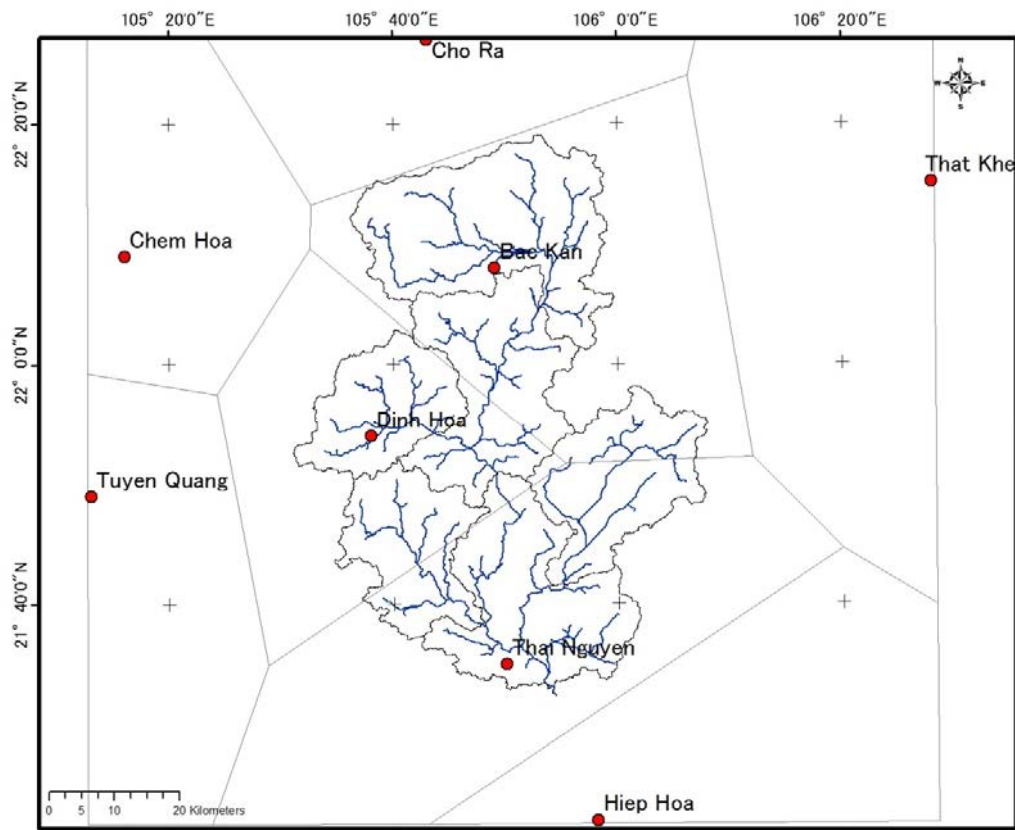 105° 20'0"E 105° 40'0"E 106° 0'0"E 106° 20'0"E
Cho Ra
N
W E
S
22° 20'0"N
That Khe
Chem Hoa
Bac Kan
22° 0'0"N
Dinh Hoa
Tuyen Quang
21° 40'0"N
Thai Nguyen
0 5 10 20 Kilometers
Hiep Hoa